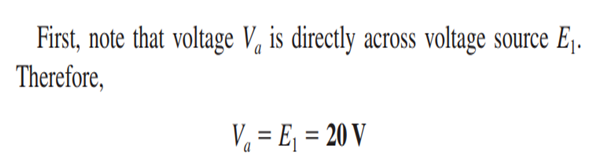 First, note that voltage Vₐ is directly across voltage source E₁.
Therefore,
Vₐ = E₁ = 20 V